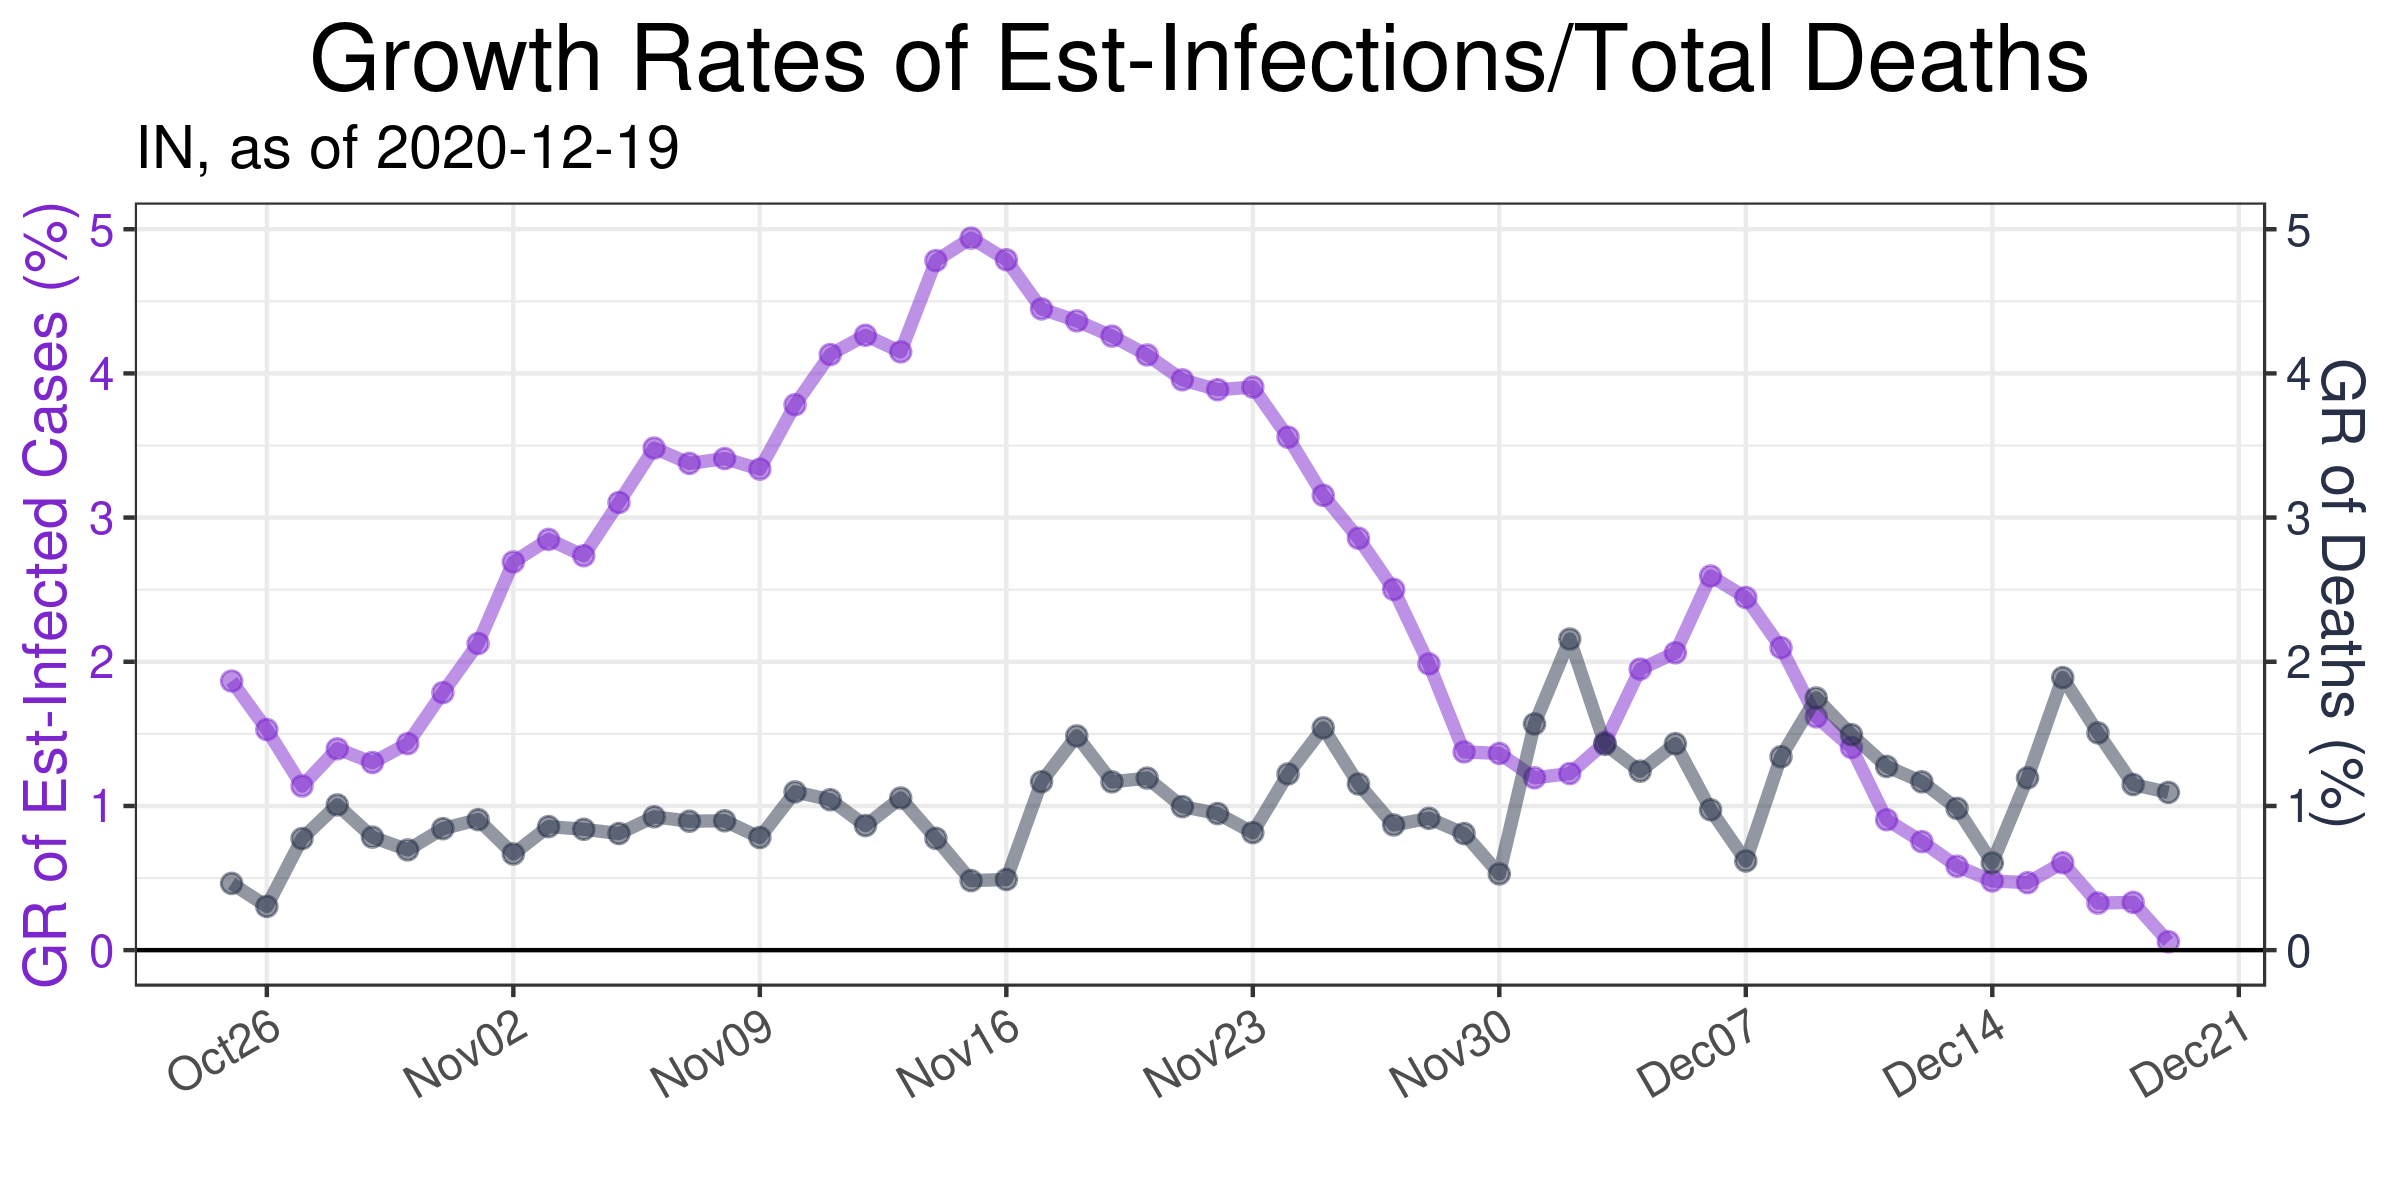 Growth Rates of Est-Infections/Total Deaths
IN, as of 2020-12-19
GR of Est-Infected Cases (%)
5
4
3
2
1
0
5
4
3
2
1
0
GR of Deaths (%)
Oct26
Nov02
Nov09
Nov16
Nov23
Nov30
Dec07
Dec14
Dec21